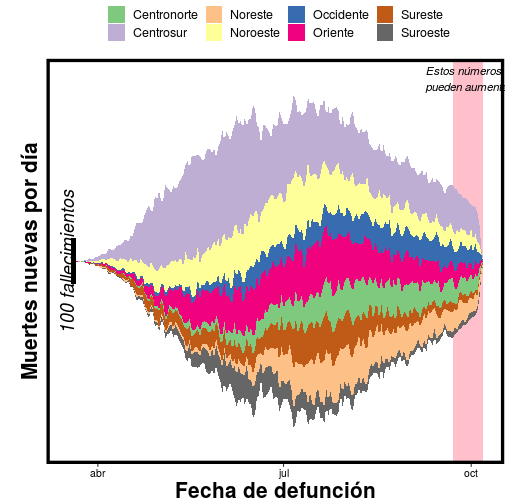 Centronorte Noreste Occidente Sureste
Centrosur Noroeste Oriente Suroeste
Estos números
pueden aument
Muertes nuevas por día
100 fallecimientos
abr jul oct
Fecha de defunción